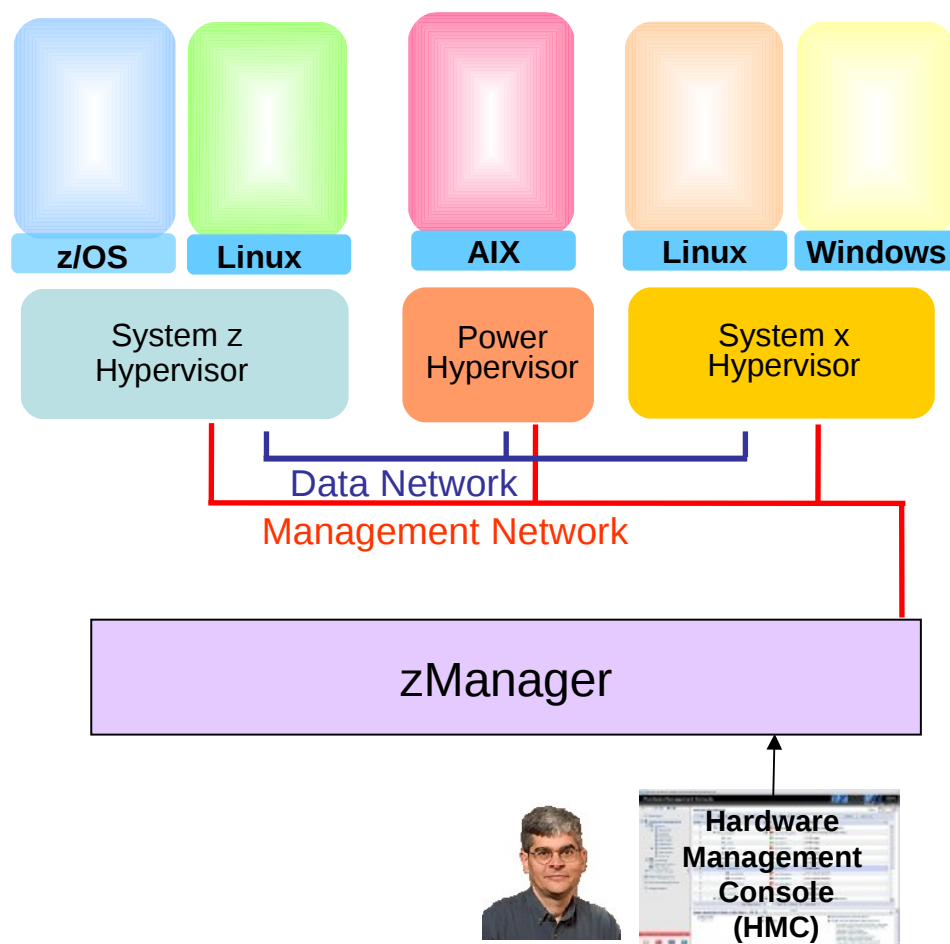 z/OS
Linux
AIX
Linux
Windows
System z
Hypervisor
Power
Hypervisor
System x
Hypervisor
Data Network
Management Network
zManager
Hardware
Management
Console
(HMC)